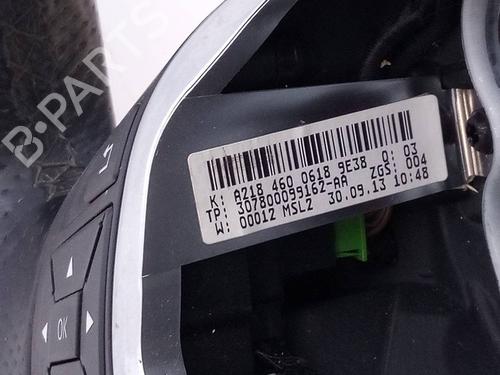 B-PARTS
K: A218 460 0618 9E38 Q: 03
TP: 307800099162-AA ZGS: 004
W: 00012 MSL2 30.09.13 10:48
OK